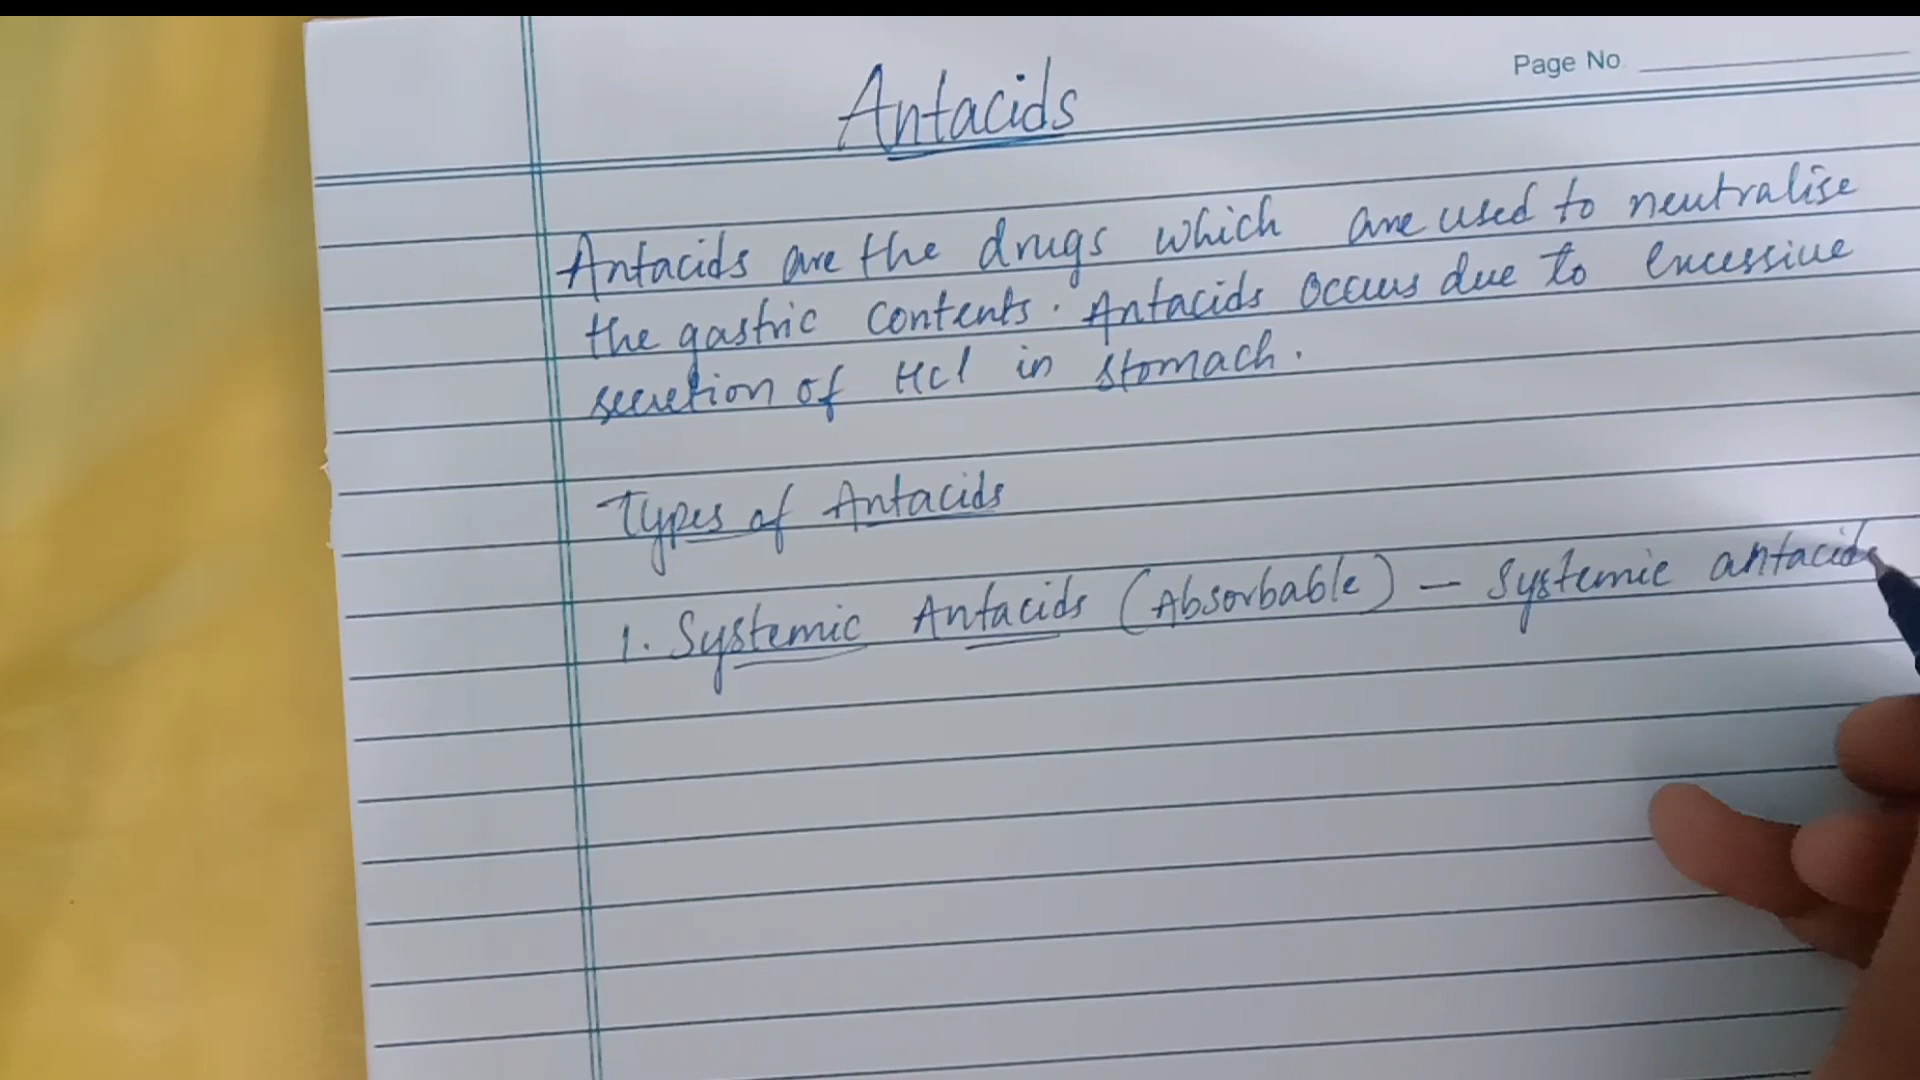 Page No
Antacids
Antacids are the drugs which are used to neutralise
the gastric contents. Antacids occurs due to excessive
secretion of Hcl in stomach.
Types of Antacids
1. Systemic Antacids (Absorbable) – Systemic antacids